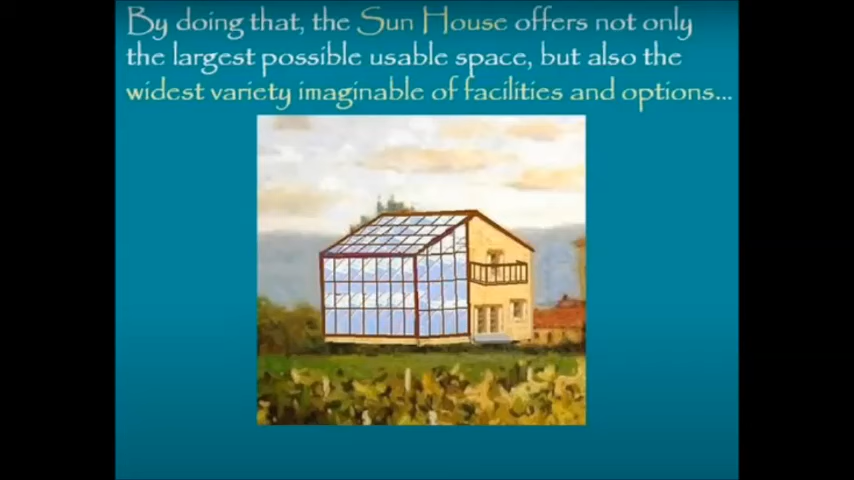 By doing that, the Sun House offers not only
the largest possible usable space, but also the
widest variety imaginable of facilities and options...